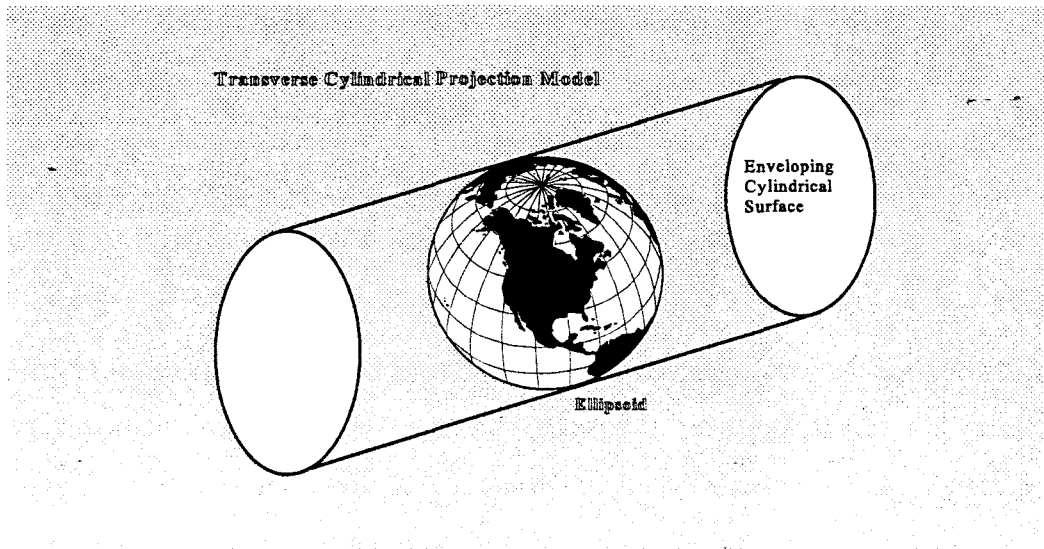 Transverse Cylindrical Projection Model
Enveloping
Cylindrical
Surface
Ellipsoid